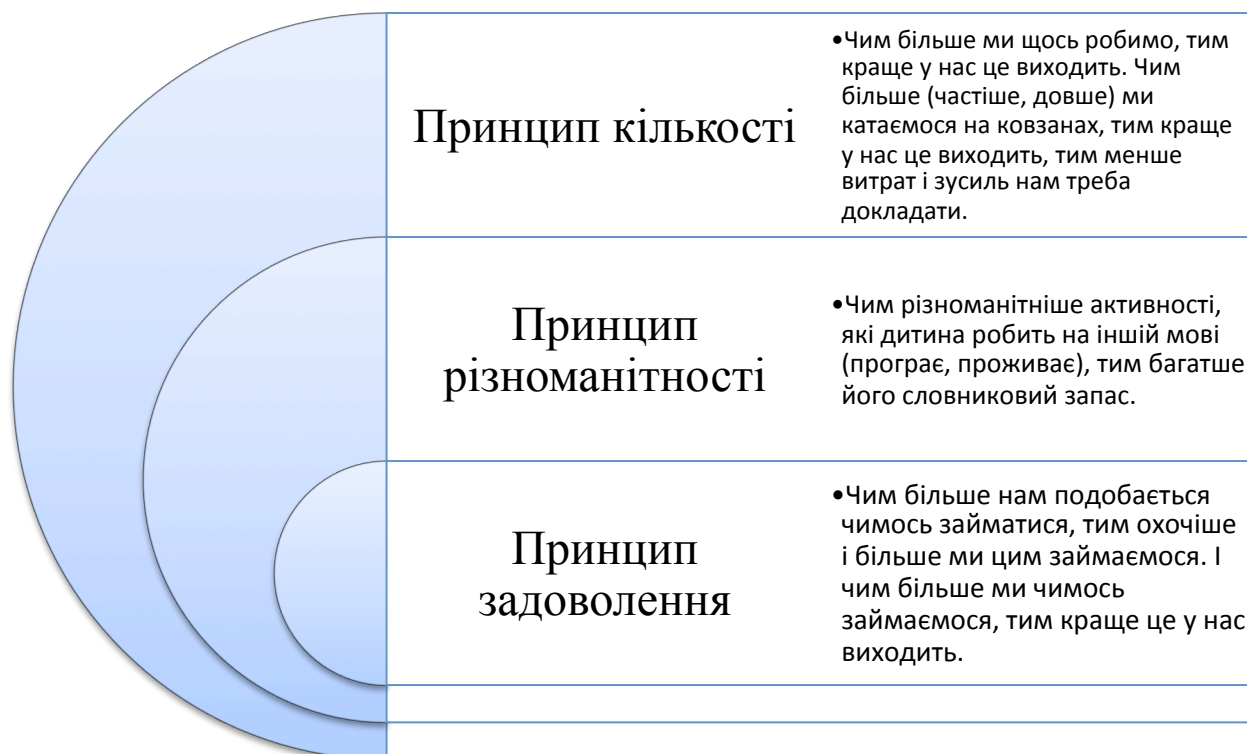 Принцип кількості
•Чим більше ми щось робимо, тим
краще у нас це виходить. Чим
більше (частіше, довше) ми
катаємося на ковзанах, тим краще
у нас це виходить, тим менше
витрат і зусиль нам треба
докладати.
Принцип
різноманітності
•Чим різноманітніше активності,
які дитина робить на іншій мові
(програє, проживає), тим багатше
його словниковий запас.
Принцип
задоволення
•Чим більше нам подобається
чимось займатися, тим охочіше
і більше ми цим займаємося. І
чим більше ми чимось
займаємося, тим краще це у нас
виходить.